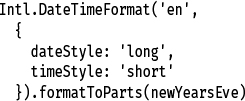 Intl.DateTimeFormat('en',
  {
    dateStyle: 'long',
    timeStyle: 'short'
  }).formatToParts(newYearsEve)